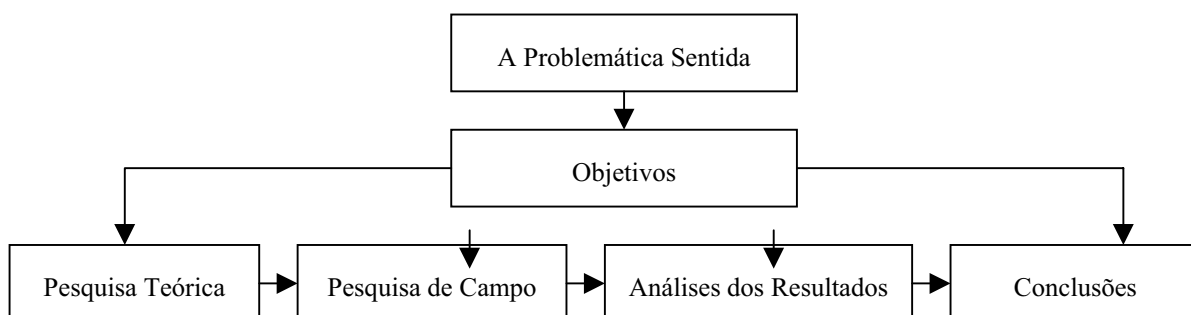 A Problemática Sentida
Objetivos
Pesquisa Teórica
Pesquisa de Campo
Análises dos Resultados
Conclusões